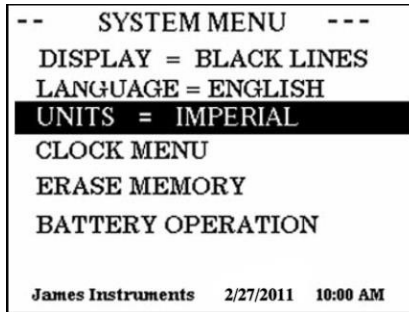 -- SYSTEM MENU ---
DISPLAY = BLACK LINES
LANGUAGE = ENGLISH
UNITS = IMPERIAL
CLOCK MENU
ERASE MEMORY
BATTERY OPERATION
James Instruments 2/27/2011 10:00 AM